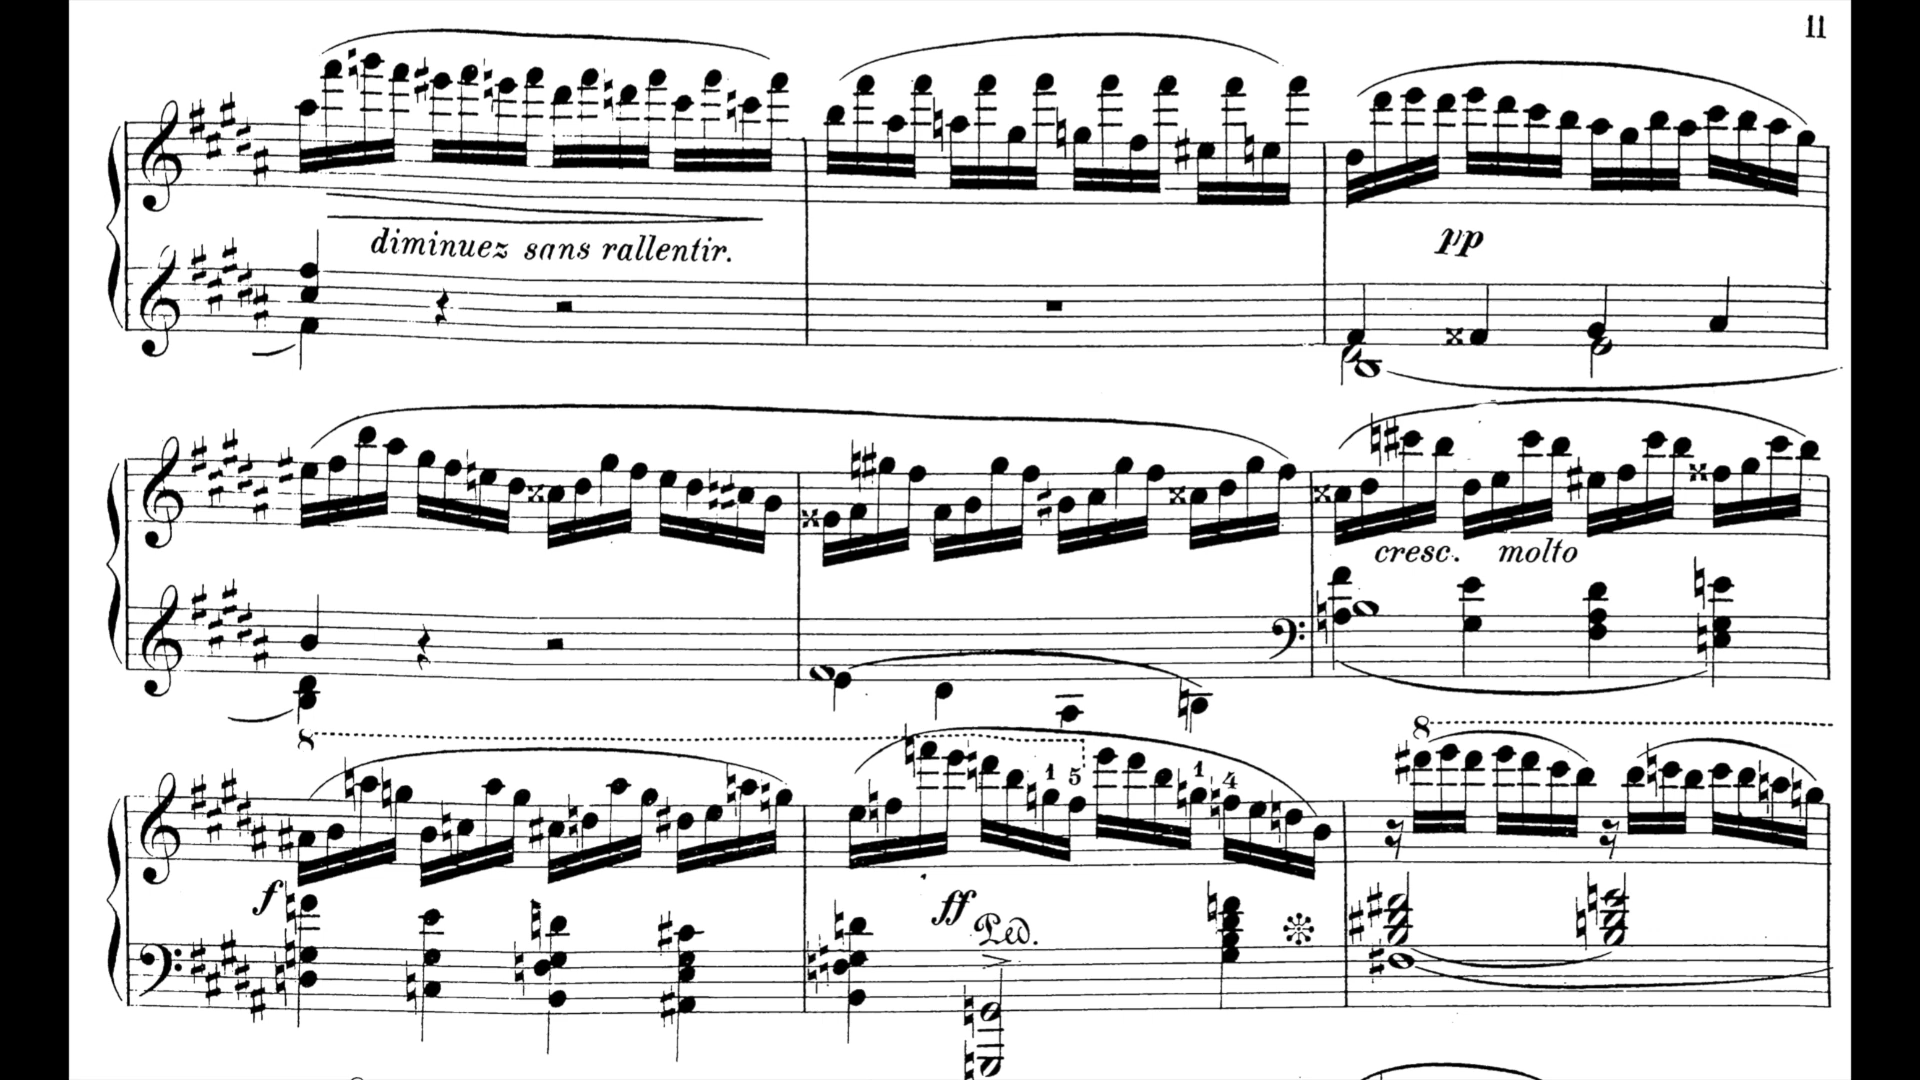 11
diminuez sans rallentir.
pp
cresc. molto
8
8
1 5 1 4
f
ff
Ped.